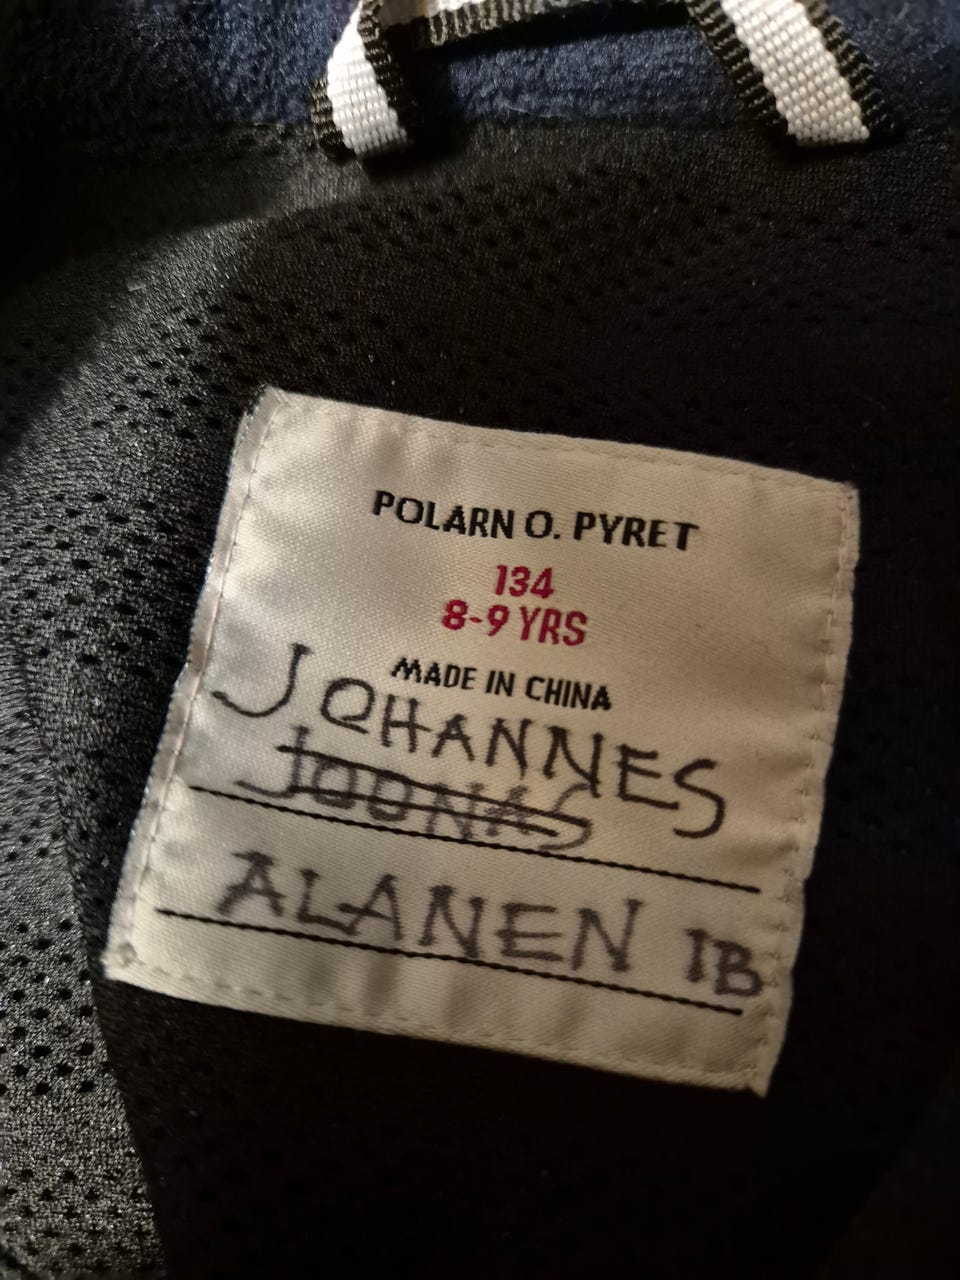 POLARN O. PYRET
134
8-9 YRS
MADE IN CHINA
JOHANNES
JOONAS
ALANEN 1B